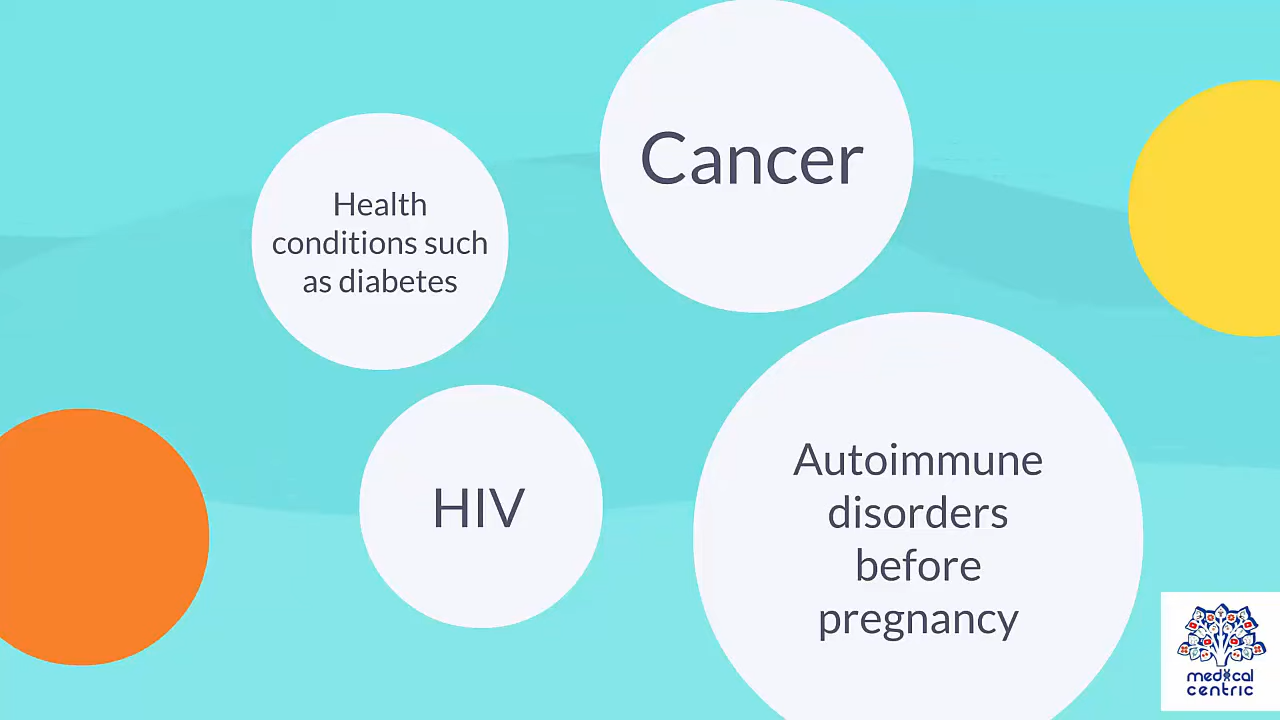 Cancer
Health
conditions such
as diabetes
HIV
Autoimmune
disorders
before
pregnancy
medical
centric